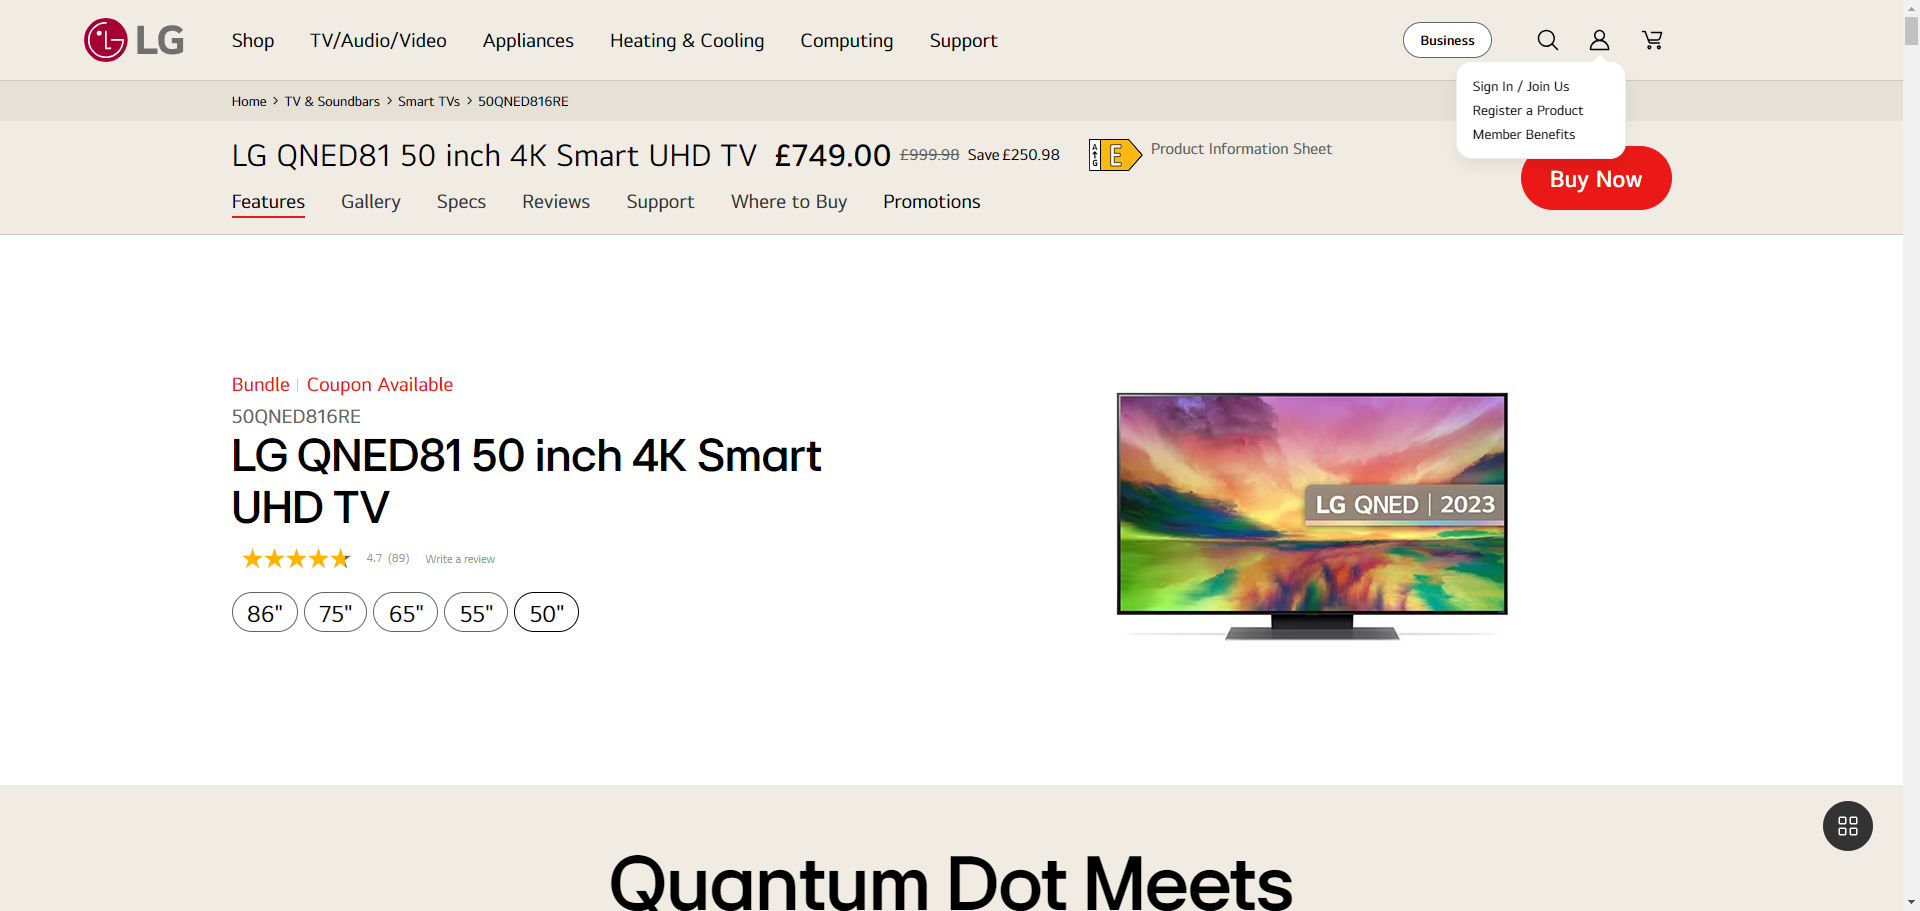 LG
Shop TV/Audio/Video Appliances Heating & Cooling Computing Support
Business
Sign In / Join Us
Register a Product
Member Benefits
Home > TV & Soundbars > Smart TVs > 50QNED816RE
LG QNED81 50 inch 4K Smart UHD TV £749.00 £999.98 Save £250.98
A G E
Product Information Sheet
Buy Now
Features Gallery Specs Reviews Support Where to Buy Promotions
Bundle Coupon Available
50QNED816RE
LG QNED81 50 inch 4K Smart
UHD TV
4.7 (89) Write a review
86" 75" 65" 55" 50"
LG QNED | 2023
Quantum Dot Meets